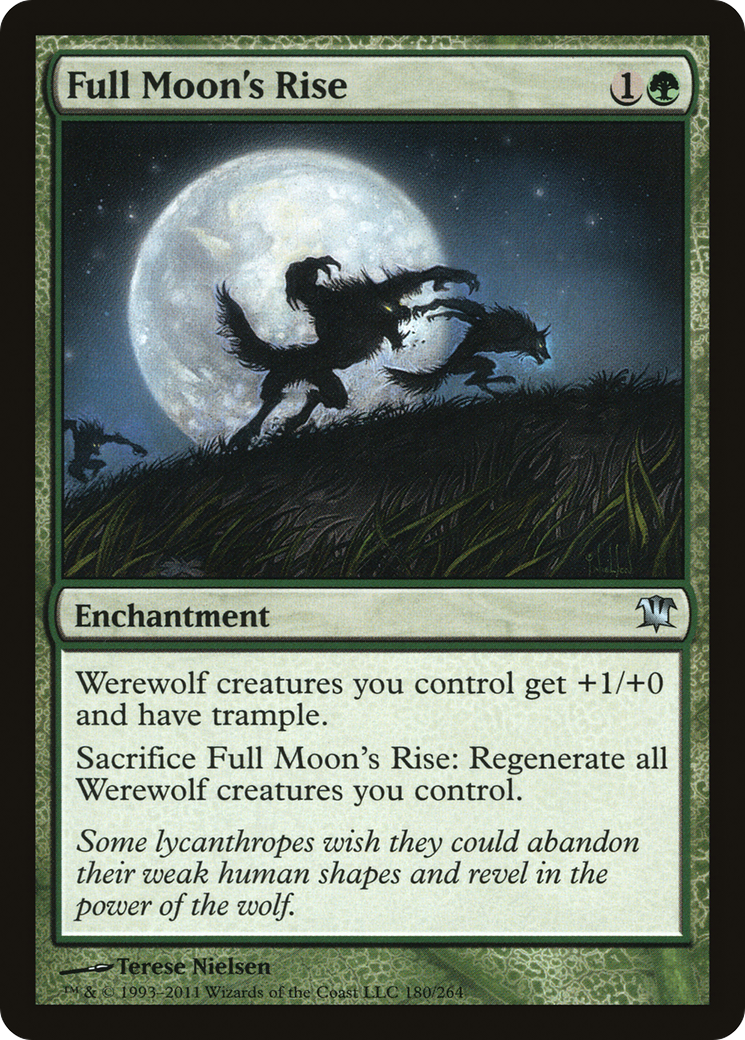 Full Moon's Rise 1
Enchantment
Werewolf creatures you control get +1/+0
and have trample.
Sacrifice Full Moon's Rise: Regenerate all
Werewolf creatures you control.
Some lycanthropes wish they could abandon
their weak human shapes and revel in the
power of the wolf.
Terese Nielsen
™ & © 1993–2011 Wizards of the Coast LLC 180/264